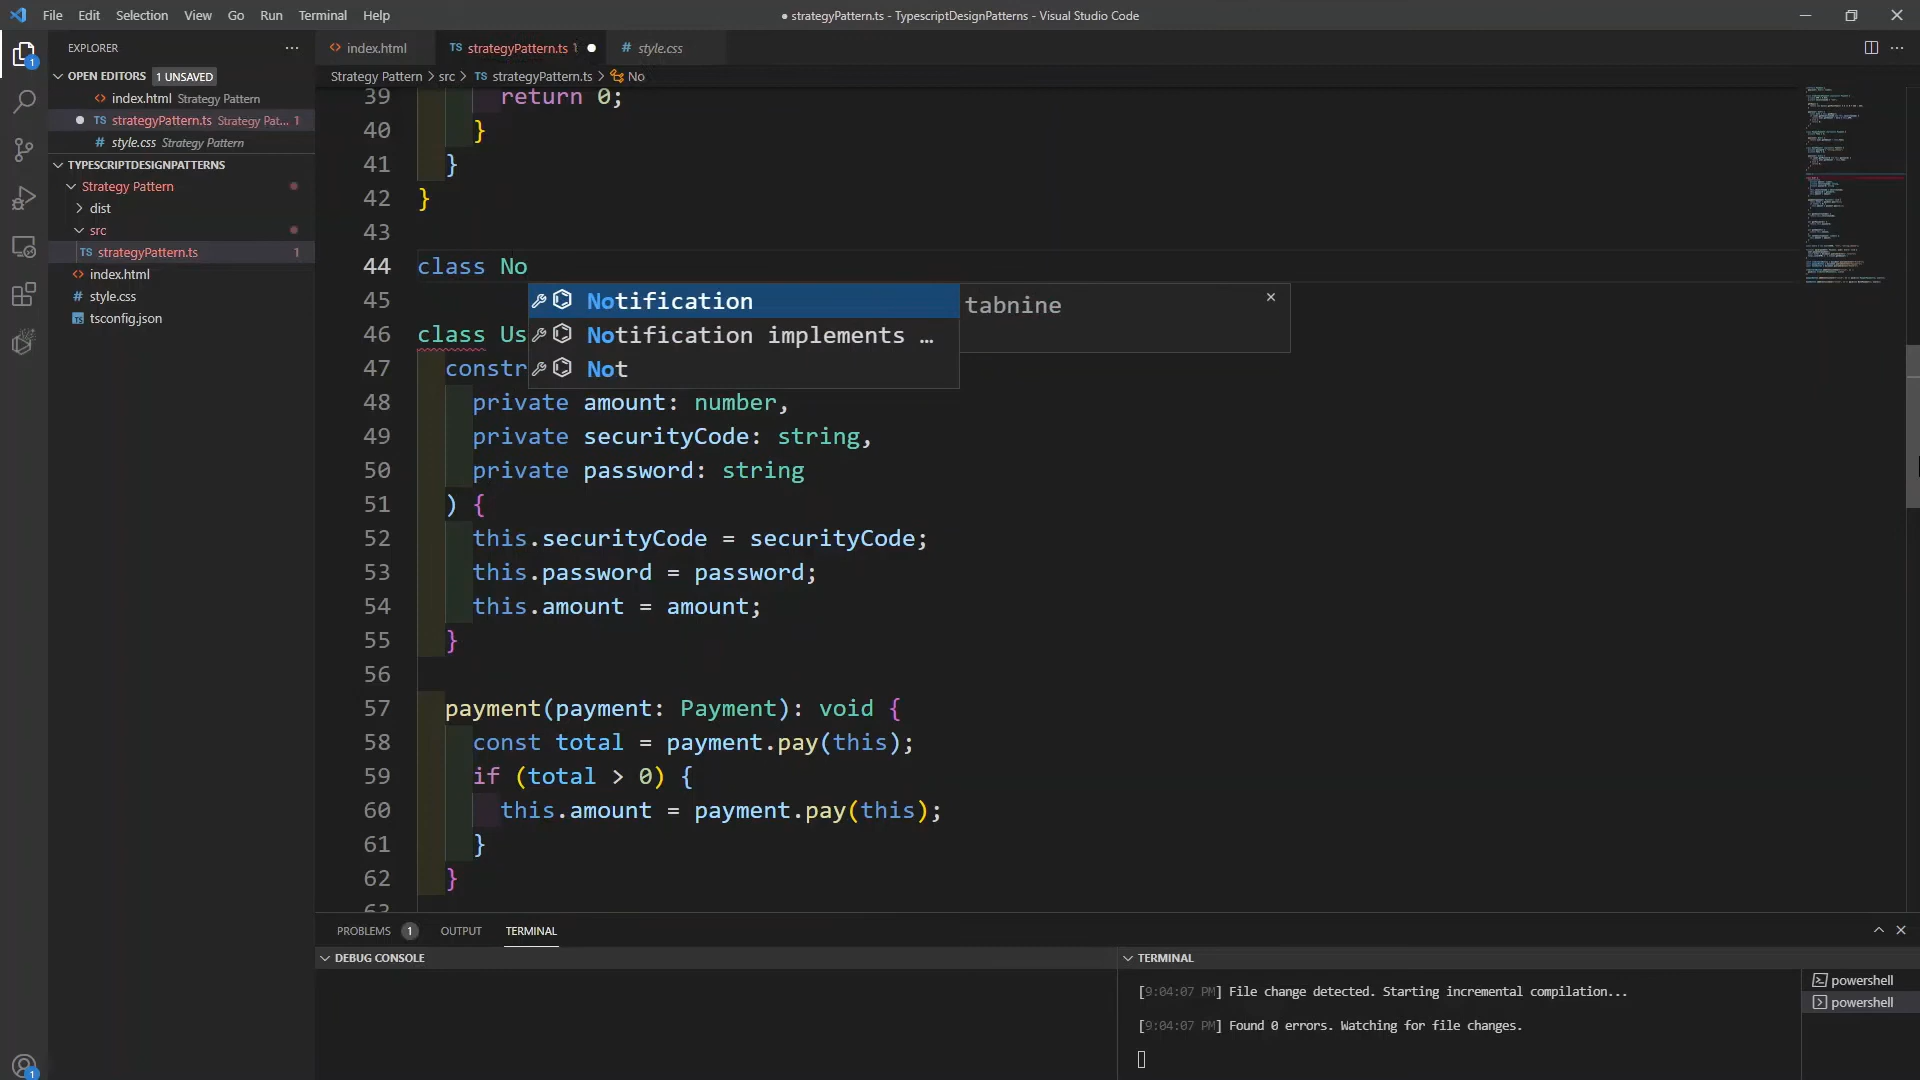 File Edit Selection View Go Run Terminal Help
● strategyPattern.ts - TypescriptDesignPatterns - Visual Studio Code
EXPLORER
OPEN EDITORS 1 UNSAVED
index.html Strategy Pattern
TS strategyPattern.ts Strategy Pat... 1
# style.css Strategy Pattern
TYPESCRIPTDESIGNPATTERNS
Strategy Pattern
dist
src
TS strategyPattern.ts 1
index.html
# style.css
TS tsconfig.json
1
1
index.html TS strategyPattern.ts 1 # style.css
Strategy Pattern > src > TS strategyPattern.ts > No
39 return 0;
40 }
41 }
42 }
43
44 class No
45
Notification
Notification implements …
Not
tabnine
46 class Us
47 constr
48 private amount: number,
49 private securityCode: string,
50 private password: string
51 ) {
52 this.securityCode = securityCode;
53 this.password = password;
54 this.amount = amount;
55 }
56
57 payment(payment: Payment): void {
58 const total = payment.pay(this);
59 if (total > 0) {
60 this.amount = payment.pay(this);
61 }
62 }
63
PROBLEMS 1 OUTPUT TERMINAL
DEBUG CONSOLE
TERMINAL
[9:04:07 PM] File change detected. Starting incremental compilation...
[9:04:07 PM] Found 0 errors. Watching for file changes.
powershell
powershell